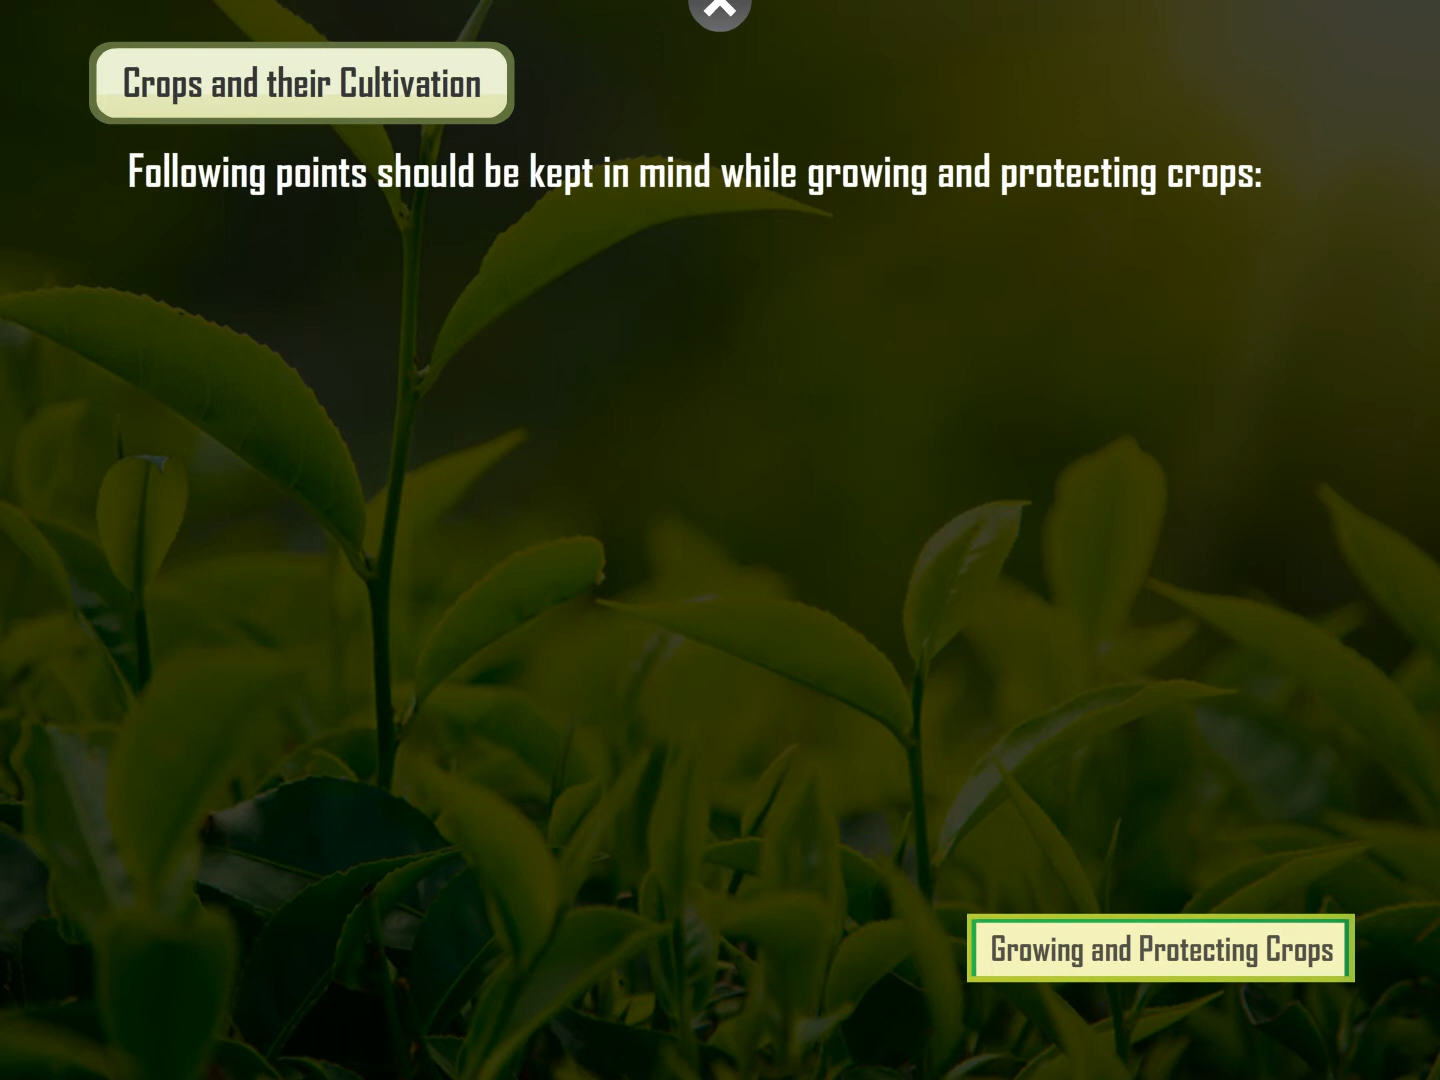 Crops and their Cultivation
Following points should be kept in mind while growing and protecting crops:
Growing and Protecting Crops